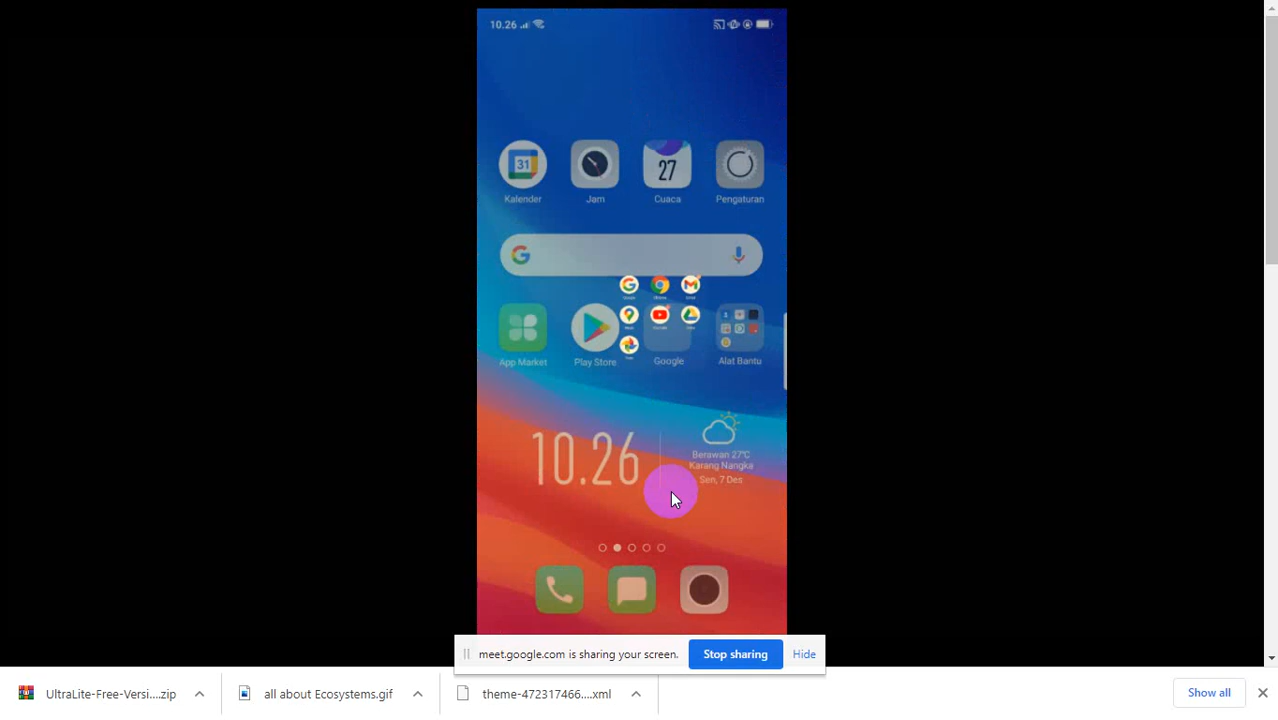 10.26
31
27
Kalender
Jam
Cuaca
Pengaturan
App Market
Play Store
Google
Alat Bantu
10.26
Berawan 27°C
Karang Nangka
Sen, 7 Des
meet.google.com is sharing your screen.
Stop sharing
Hide
UltraLite-Free-Versi....zip
all about Ecosystems.gif
theme-472317466....xml
Show all